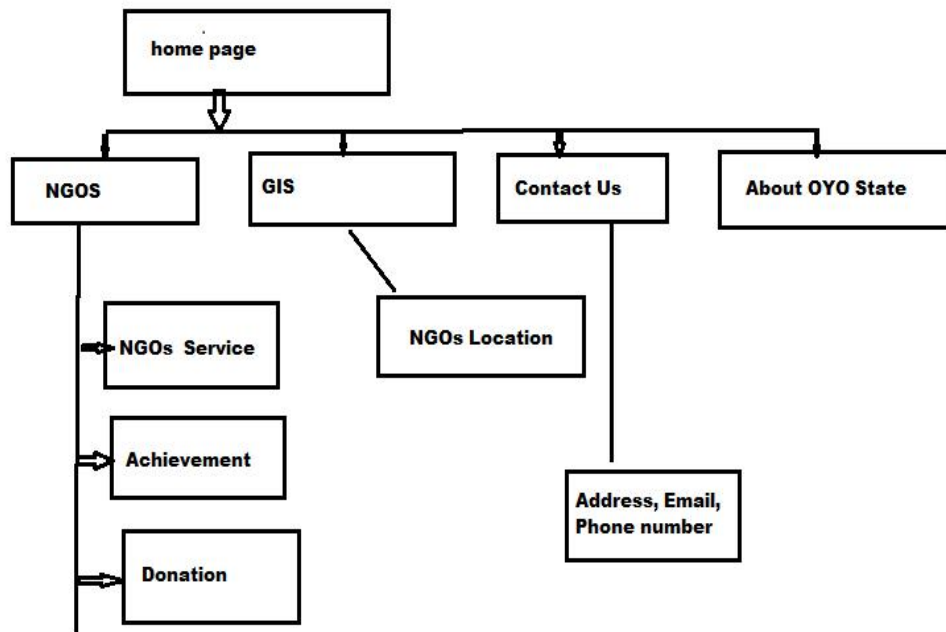 home page
NGOS
GIS
Contact Us
About OYO State
NGOs Service
NGOs Location
Achievement
Address, Email,
Phone number
Donation